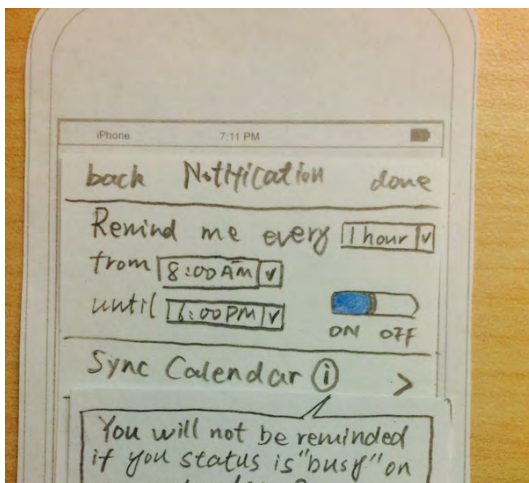 iPhone 7:11 PM
back Notification done
Remind me every 1 hour
from 8:00 AM
until 6:00 PM
ON OFF
Sync Calendar i >
You will not be reminded
if you status is "busy" on